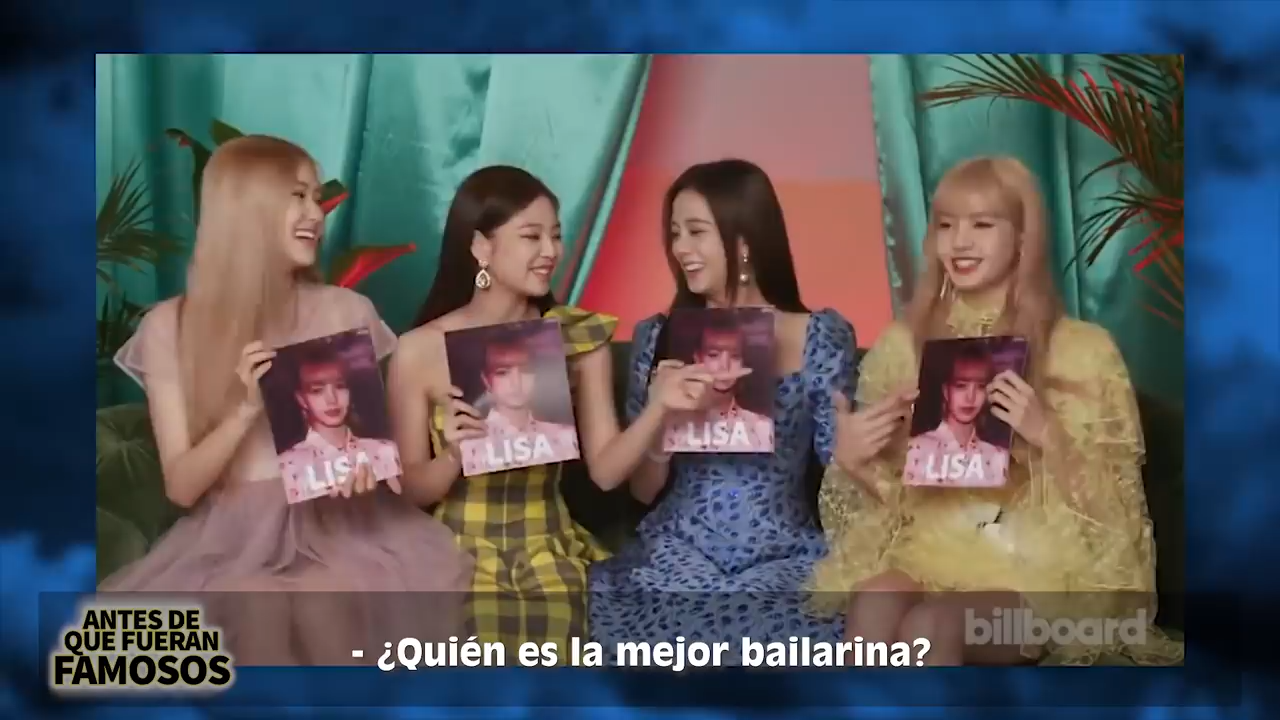 LISA
LISA
LISA
LISA
billboard
ANTES DE
QUE FUERAN
FAMOSOS
- ¿Quién es la mejor bailarina?